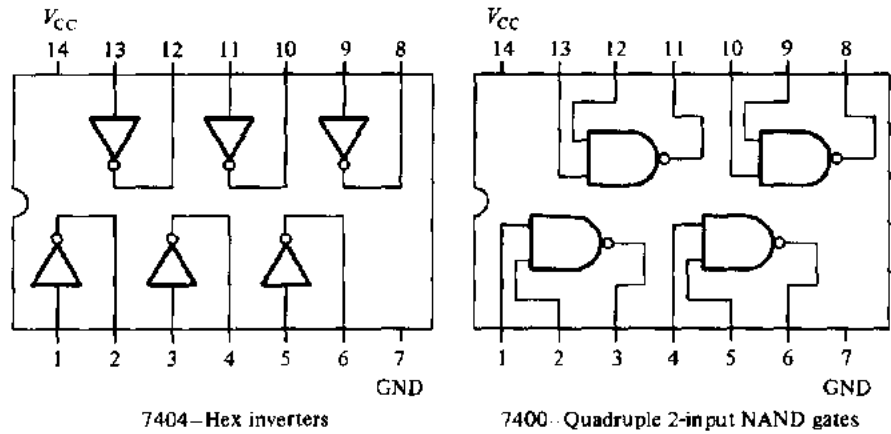 V_CC V_CC
14 13 12 11 10 9 8 14 13 12 11 10 9 8
1 2 3 4 5 6 7 1 2 3 4 5 6 7
GND GND
7404–Hex inverters 7400–Quadruple 2-input NAND gates